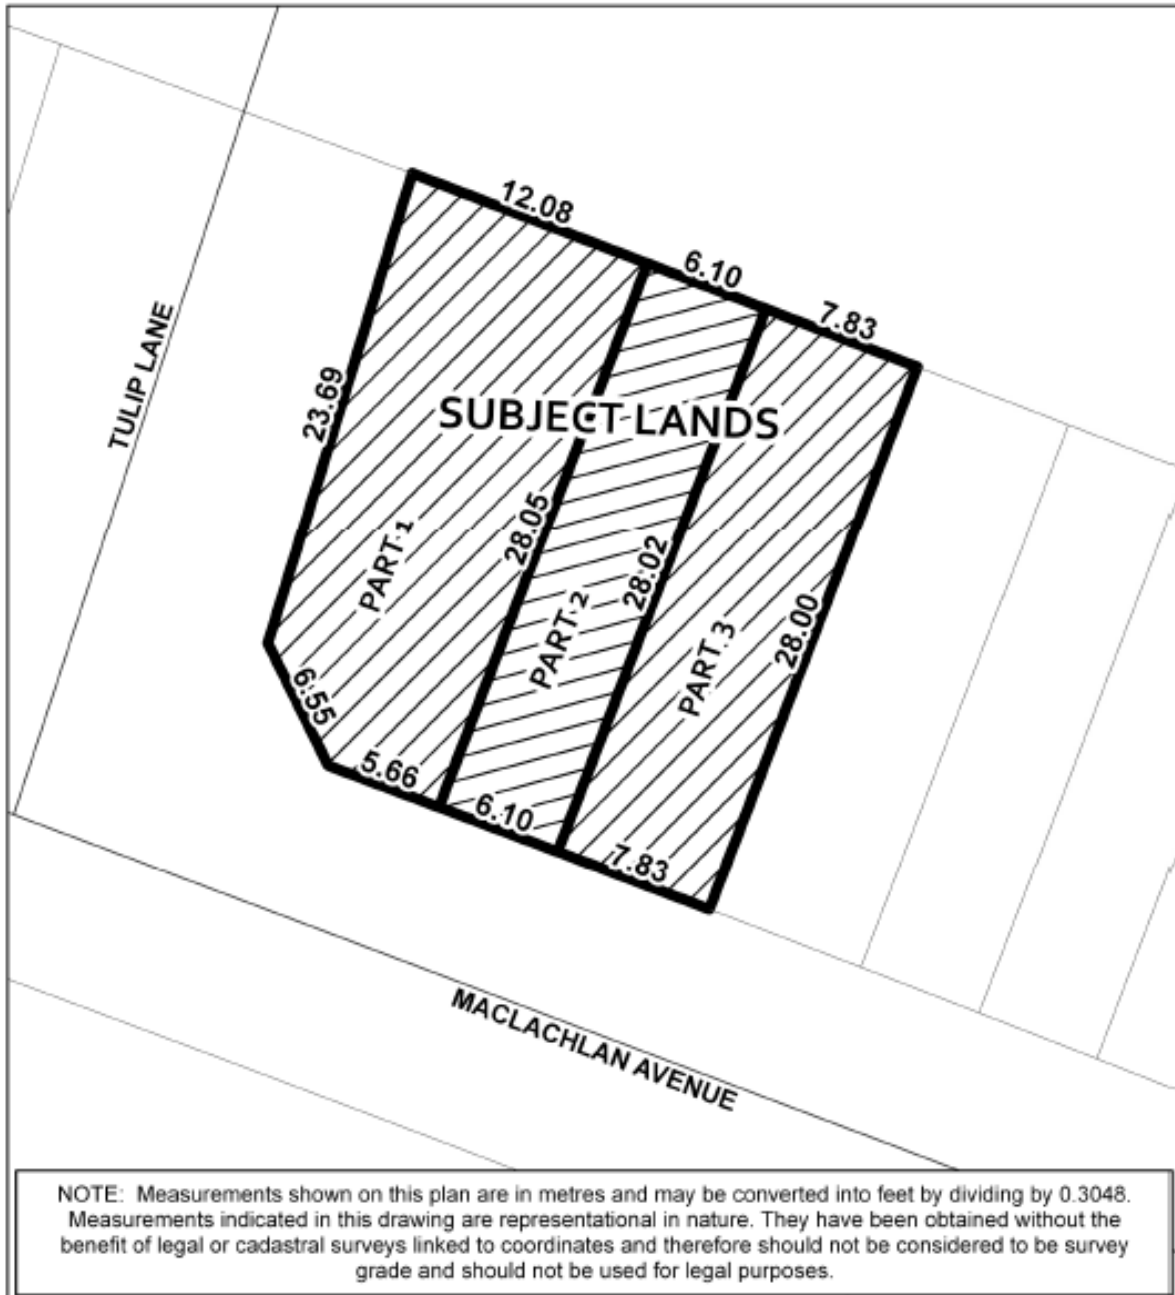 12.08
6.10
7.83
TULIP LANE
23.69
SUBJECT LANDS
28.05
28.02
28.00
PART 1
PART 2
PART 3
6.55
5.66
6.10
7.83
MACLACHLAN AVENUE
NOTE: Measurements shown on this plan are in metres and may be converted into feet by dividing by 0.3048.
Measurements indicated in this drawing are representational in nature. They have been obtained without the
benefit of legal or cadastral surveys linked to coordinates and therefore should not be considered to be survey
grade and should not be used for legal purposes.